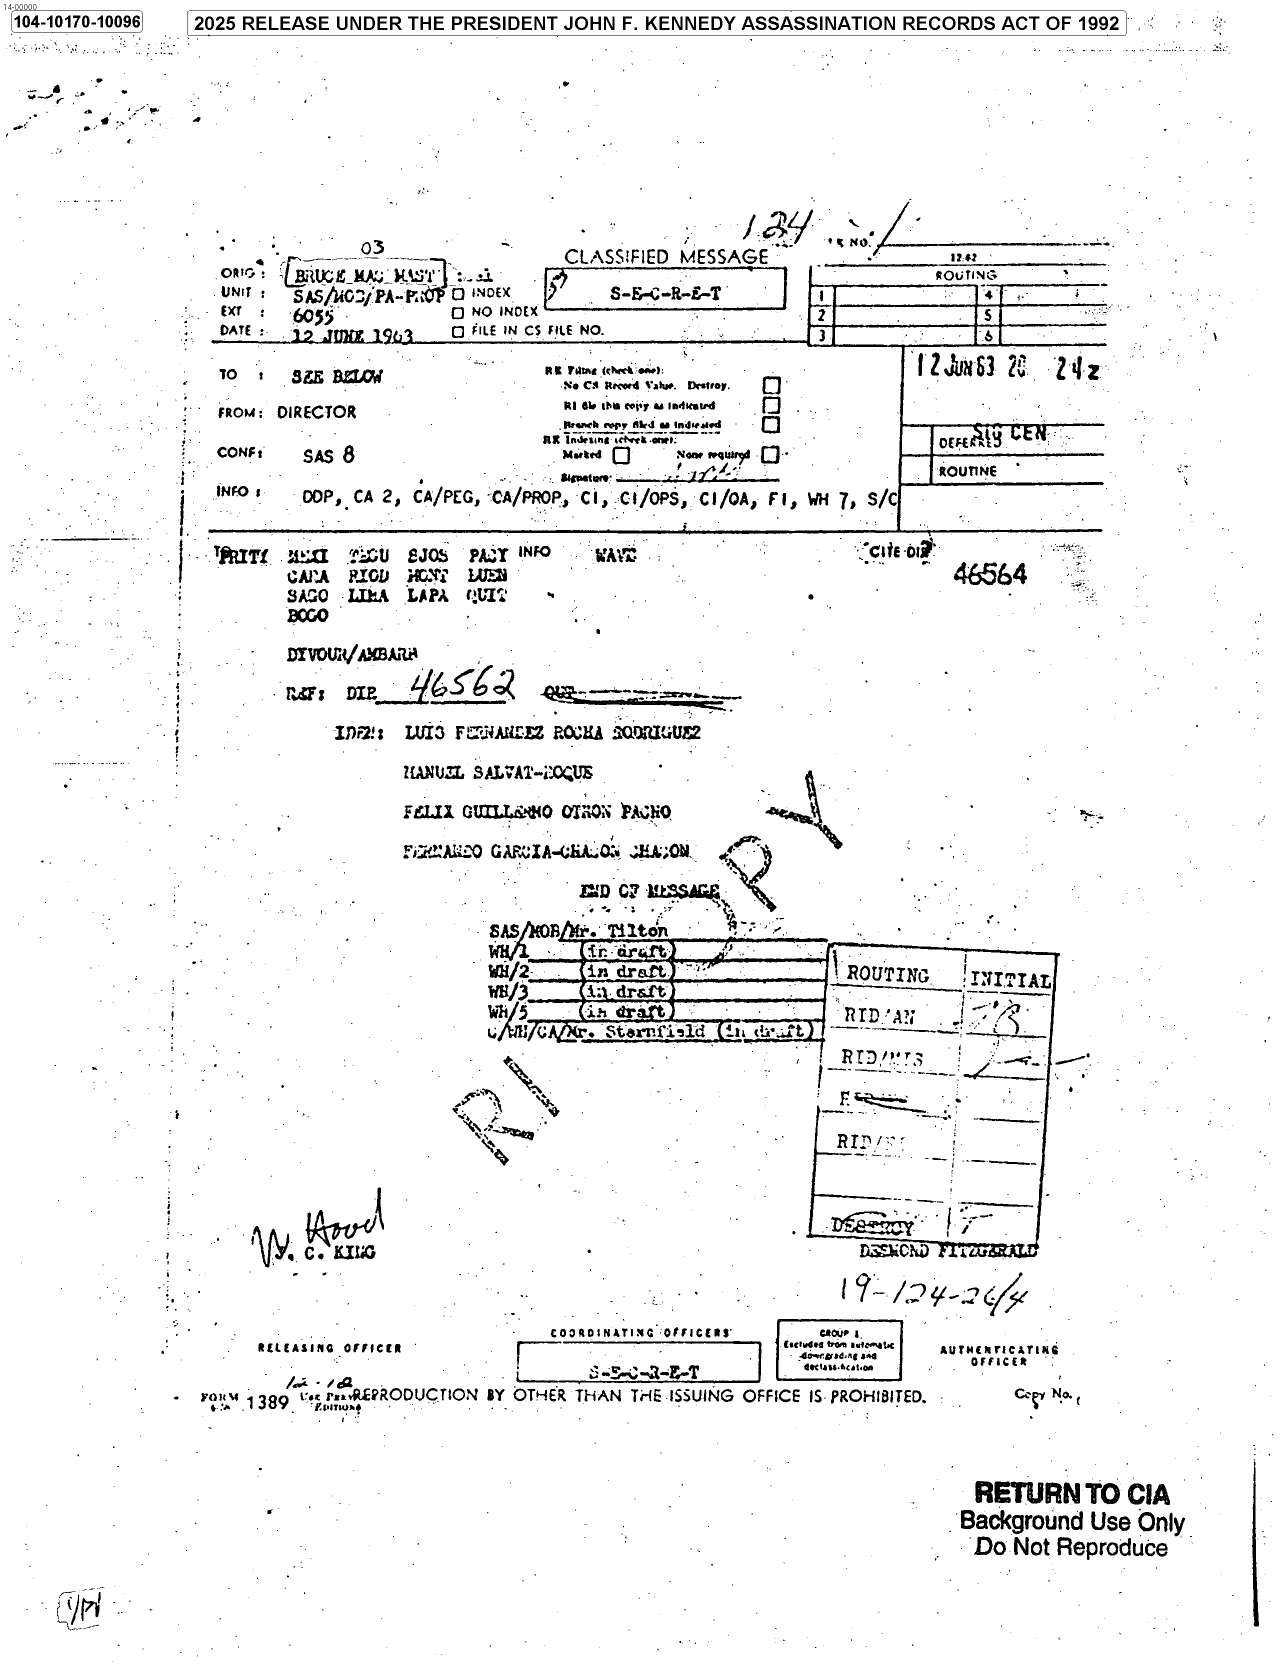 14-00000
104-10170-10096
2025 RELEASE UNDER THE PRESIDENT JOHN F. KENNEDY ASSASSINATION RECORDS ACT OF 1992
124
03
CLASSIFIED MESSAGE
12-62
ORIG : BRUCE MAC MAST
UNIT : SAS/MOB/PA-PROP
EXT : 6055
DATE : 12 JUNE 1963
☐ INDEX
☐ NO INDEX
☐ FILE IN CS FILE NO.
S-E-C-R-E-T
ROUTING
1 4
2 5
3 6
TO : SEE BELOW
FROM: DIRECTOR
CONF: SAS 8
INFO : DDP, CA 2, CA/PEG, CA/PROP, CI, CI/OPS, CI/OA, FI, WH 7, S/C
RE Filing (check one):
No CS Record Value. Destroy. ☐
RI file this copy as indicated ☐
Branch copy filed as indicated ☐
RE Indexing (check one):
Marked ☐ None required ☐
Signature:
12 JUN 63 20 24z
SIG CEN
DEFERRED
ROUTINE
TO PRITY MEXI TEGU SJOS PACY INFO WAVE CITE DIR
46564
CARA RIOD MONT LUEN
SAGO LIMA LAPA QUIT
BOGO
DYVOUR/AMBARB
REF: DIR 46562
IDEN: LUIS FERNANDEZ ROCHA RODRIGUEZ
MANUEL SALVAT-ROQUE
FELIX GUILLERMO OTHON PACHO
FERNANDO GARCIA-CHACON CHACON
END OF MESSAGE
RI COPY
SAS/MOB/Mr. Tilton
WH/1 (in draft)
WH/2 (in draft)
WH/3 (in draft)
WH/5 (in draft)
C/WH/CA/Mr. Sternfield (in draft)
ROUTING INITIAL
RID/AN
RID/MIS
DESTROY
W. Hood
J. C. KING
DESMOND FITZGERALD
19-124-26/4
RELEASING OFFICER
COORDINATING OFFICERS
S-E-C-R-E-T
GROUP 1.
Excluded from automatic
downgrading and
declassification
AUTHENTICATING
OFFICER
FORM 1389 REPRODUCTION BY OTHER THAN THE ISSUING OFFICE IS PROHIBITED. Copy No.
RETURN TO CIA
Background Use Only
Do Not Reproduce